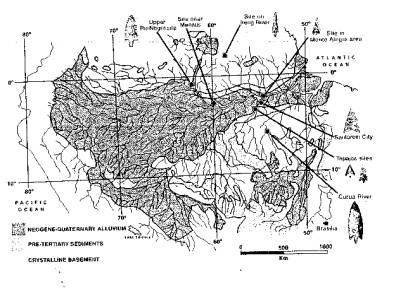 Upper
Rio Negro
Site near
Manaus
Site on
Ireng River
Site in
Monte Alegre area
80°
70°
60°
50°
ATLANTIC
OCEAN
0°
0°
Santarem City
Tapajos sites
10°
10°
Curua River
80°
70°
60°
50°
PACIFIC
OCEAN
Brasilia
NEOGENE-QUATERNARY ALLUVIUM
PRE-TERTIARY SEDIMENTS
CRYSTALLINE BASEMENT
0 500 1000
Km